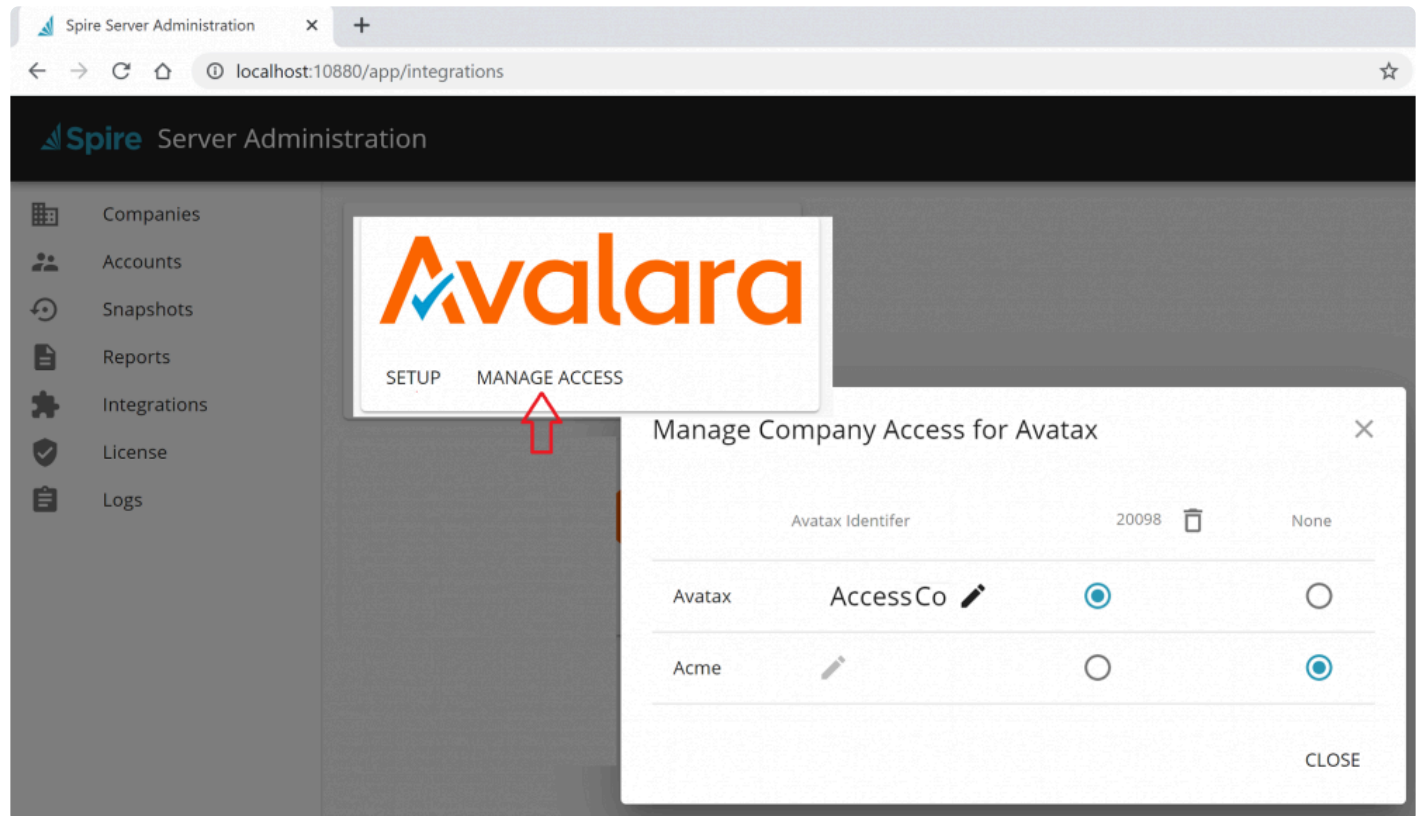 Spire Server Administration
localhost:10880/app/integrations
Spire Server Administration
Companies
Accounts
Snapshots
Reports
Integrations
License
Logs
Avalara
SETUP MANAGE ACCESS
Manage Company Access for Avatax
Avatax Identifer 20098 None
Avatax AccessCo
Acme
CLOSE